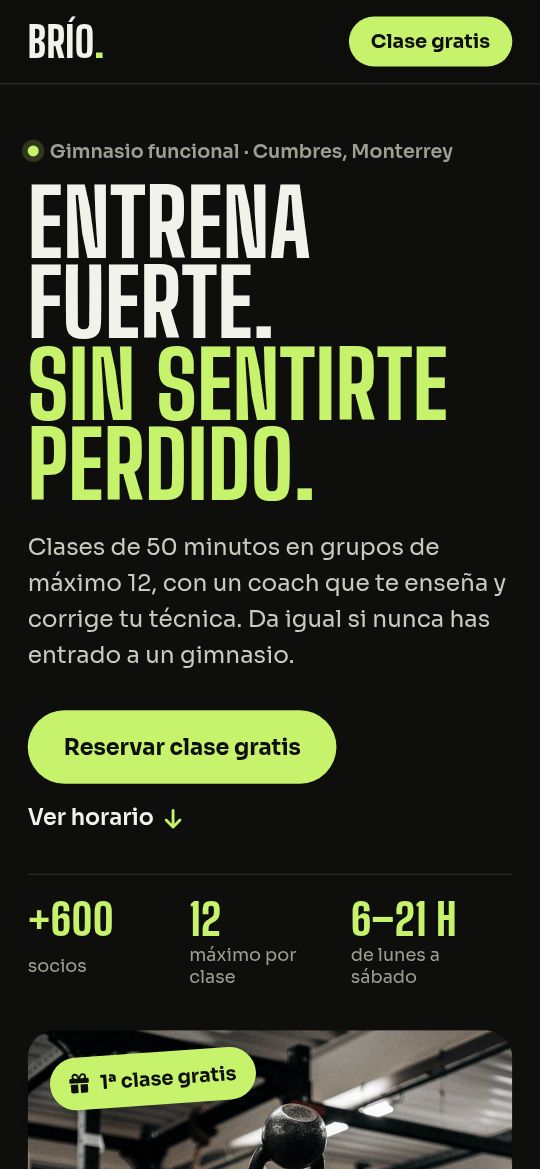 BRÍO.
Clase gratis
Gimnasio funcional · Cumbres, Monterrey
ENTRENA
FUERTE.
SIN SENTIRTE
PERDIDO.
Clases de 50 minutos en grupos de
máximo 12, con un coach que te enseña y
corrige tu técnica. Da igual si nunca has
entrado a un gimnasio.
Reservar clase gratis
Ver horario ↓
+600
socios
12
máximo por
clase
6–21 H
de lunes a
sábado
1ª clase gratis